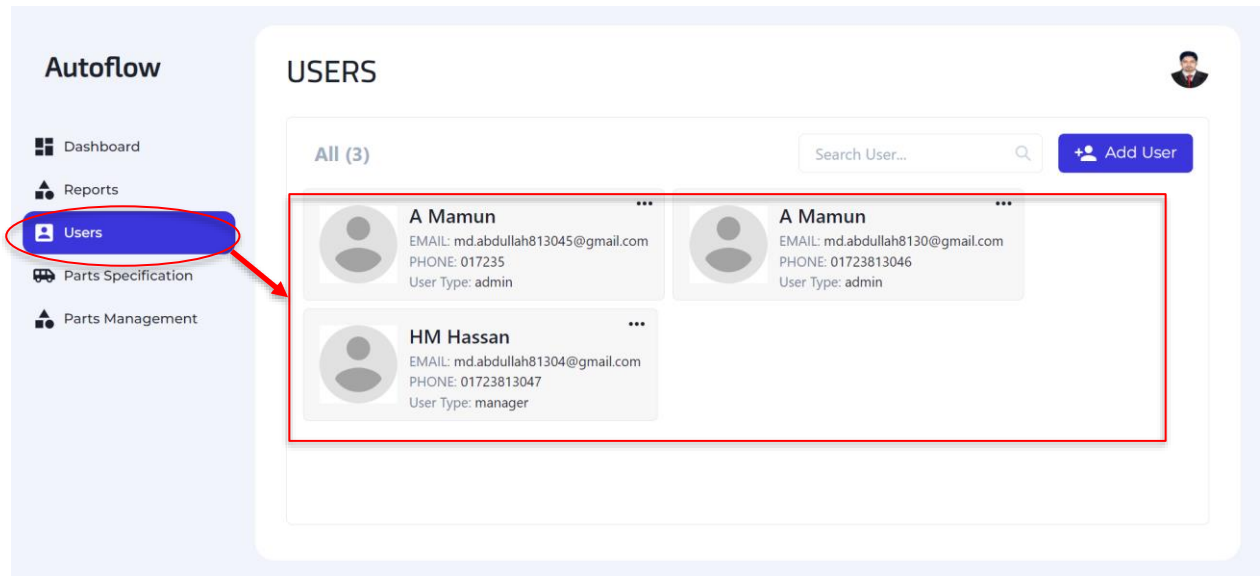 Autoflow
Dashboard
Reports
Users
Parts Specification
Parts Management
USERS
All (3)
Search User...
Add User
A Mamun
EMAIL: md.abdullah813045@gmail.com
PHONE: 017235
User Type: admin
A Mamun
EMAIL: md.abdullah8130@gmail.com
PHONE: 01723813046
User Type: admin
HM Hassan
EMAIL: md.abdullah81304@gmail.com
PHONE: 01723813047
User Type: manager